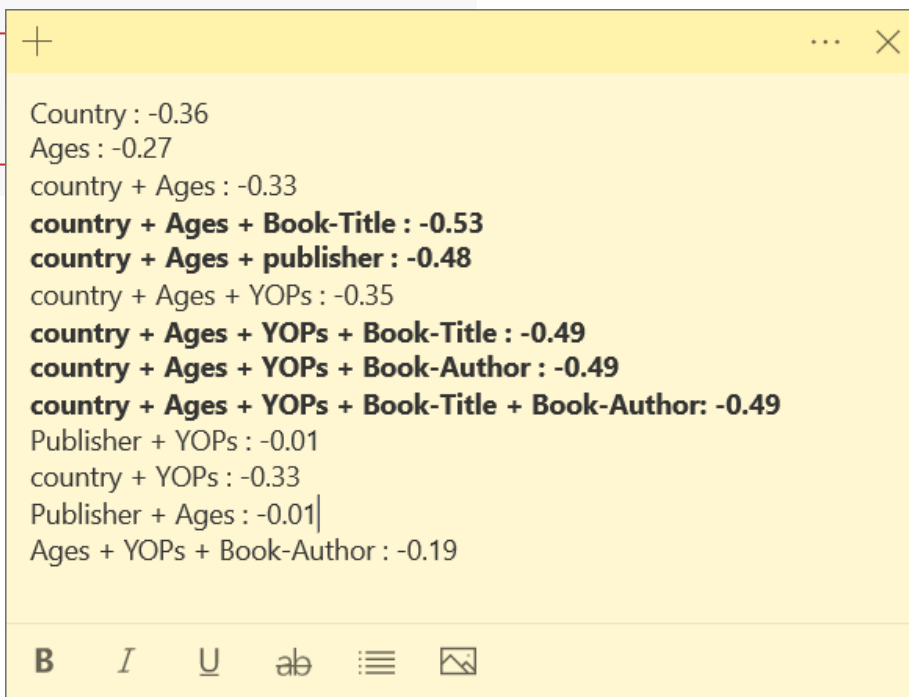 Country : -0.36
Ages : -0.27
country + Ages : -0.33
country + Ages + Book-Title : -0.53
country + Ages + publisher : -0.48
country + Ages + YOPs : -0.35
country + Ages + YOPs + Book-Title : -0.49
country + Ages + YOPs + Book-Author : -0.49
country + Ages + YOPs + Book-Title + Book-Author: -0.49
Publisher + YOPs : -0.01
country + YOPs : -0.33
Publisher + Ages : -0.01
Ages + YOPs + Book-Author : -0.19
B I U ab